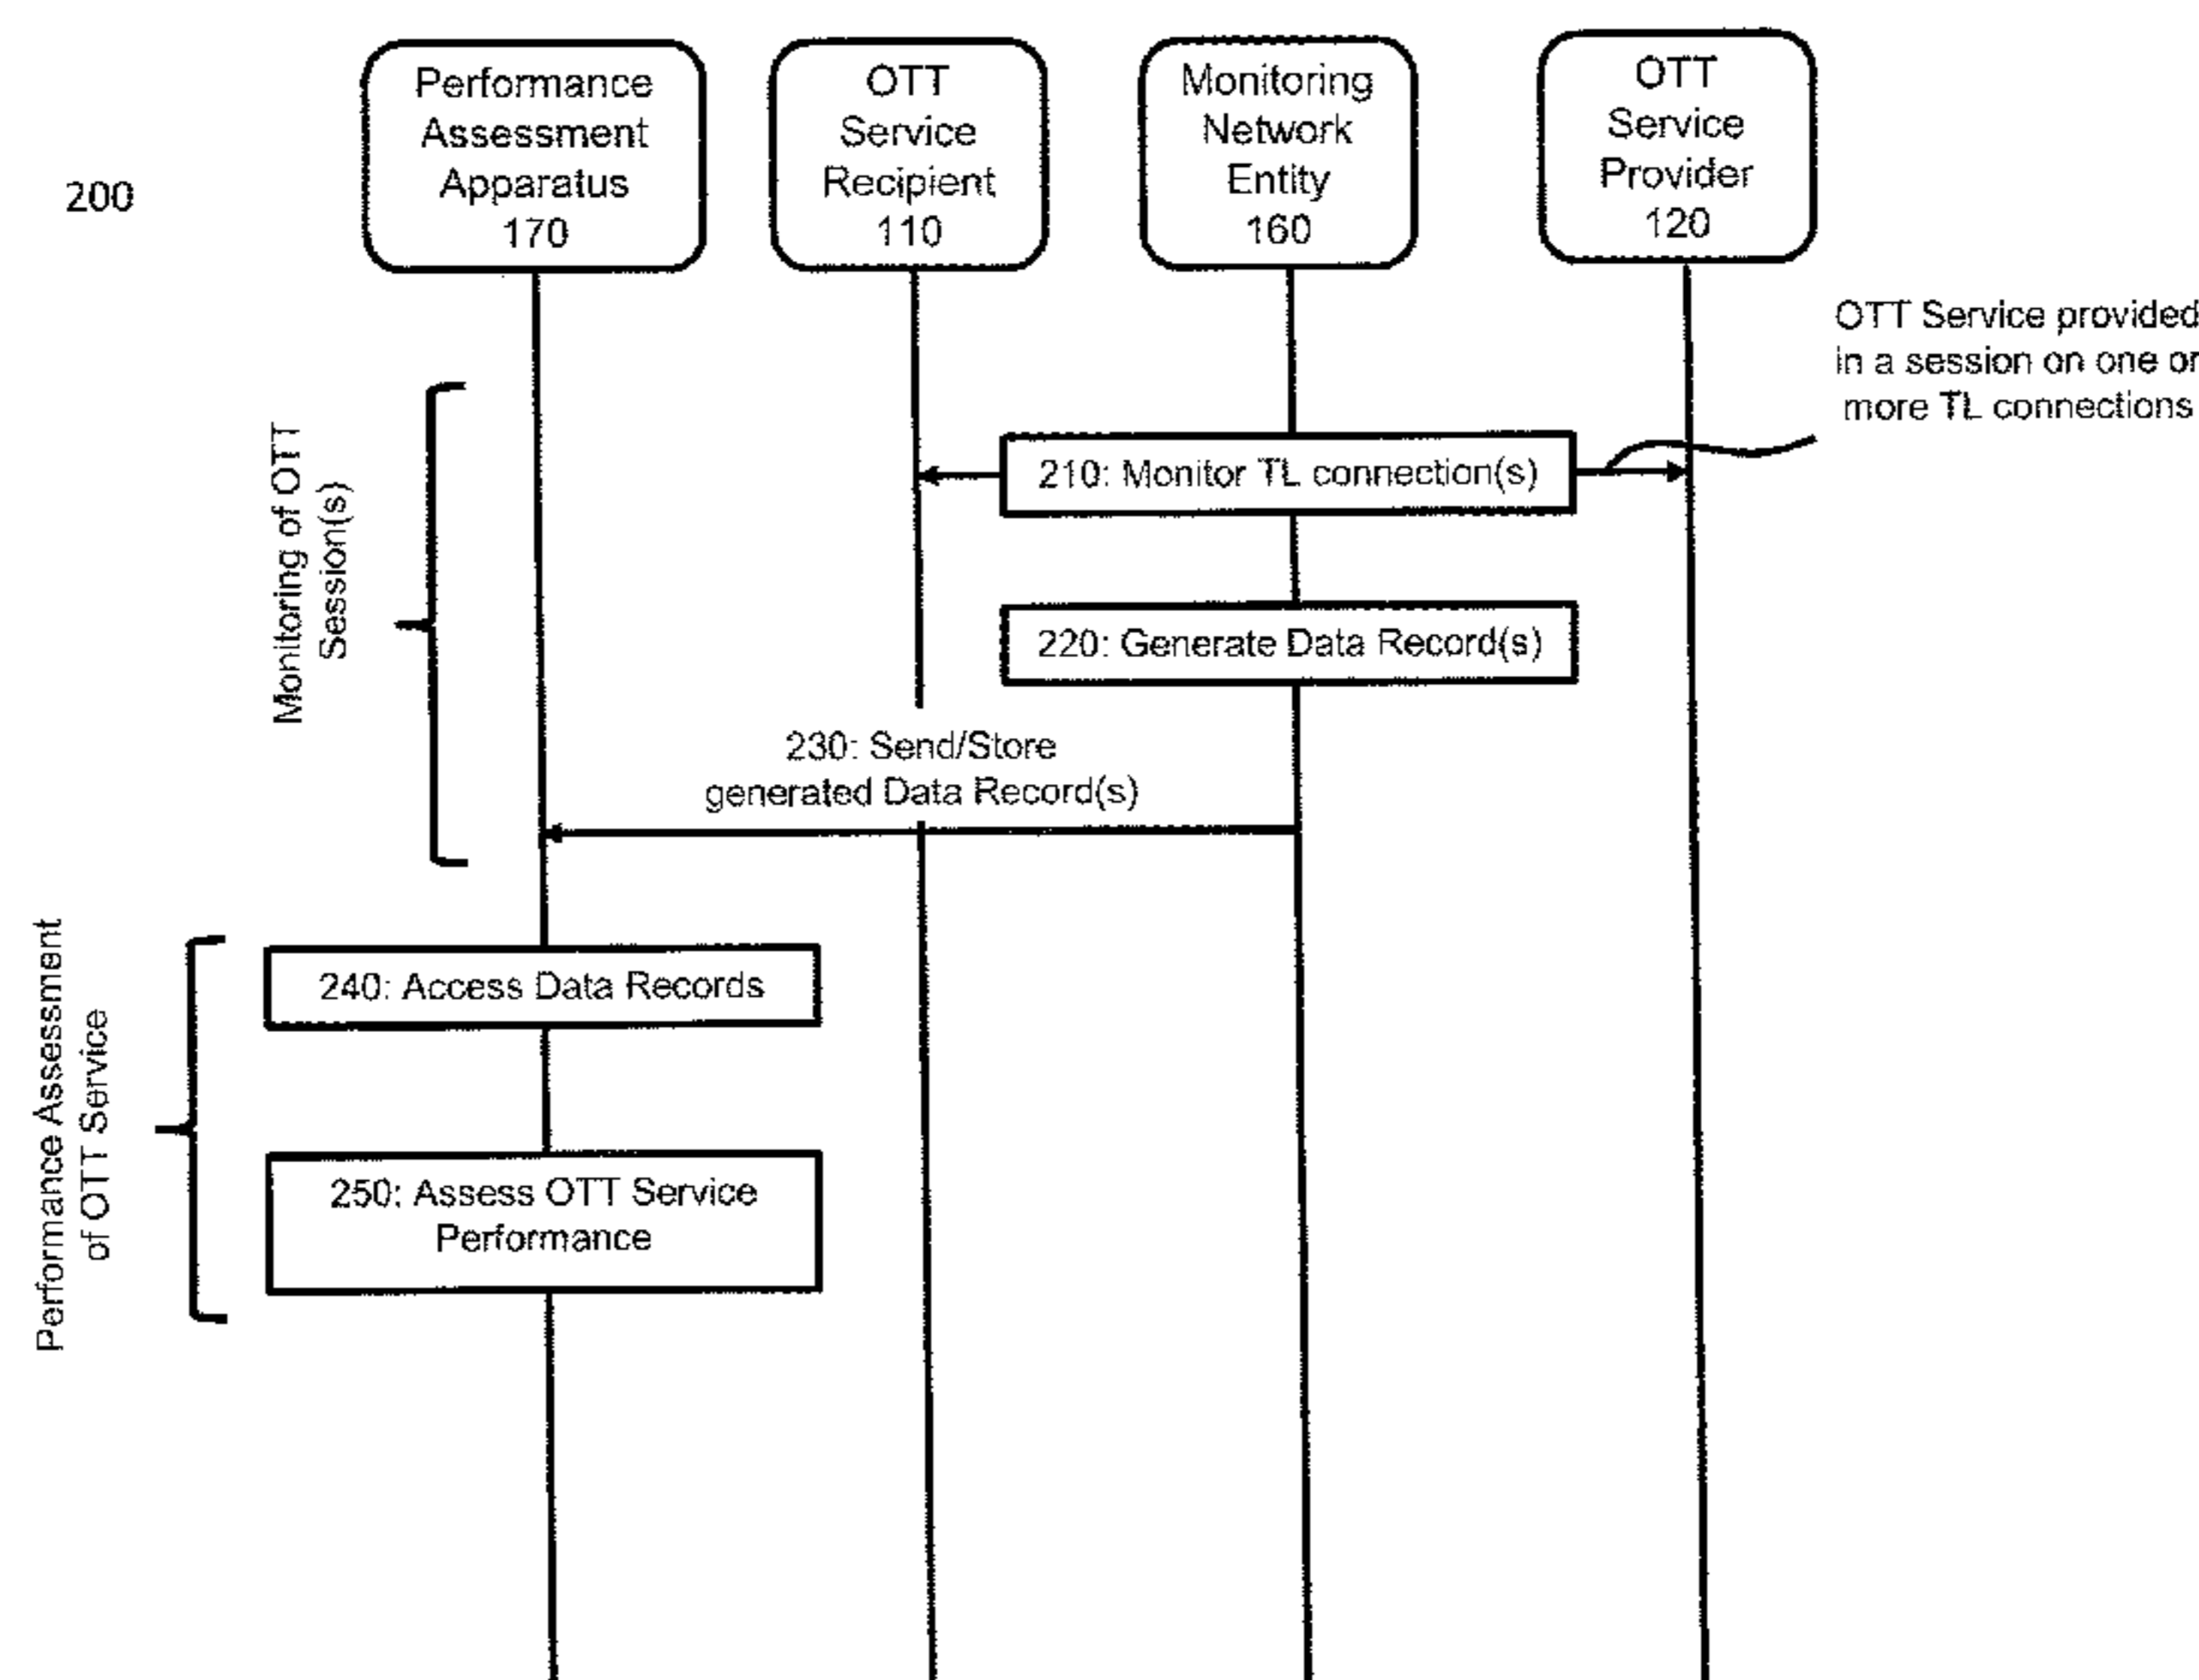 200
Performance
Assessment
Apparatus
170
OTT
Service
Recipient
110
Monitoring
Network
Entity
160
OTT
Service
Provider
120
OTT Service provided
in a session on one or
more TL connections
Monitoring of OTT
Session(s)
210: Monitor TL connection(s)
220: Generate Data Record(s)
230: Send/Store
generated Data Record(s)
Performance Assessment
of OTT Service
240: Access Data Records
250: Assess OTT Service
Performance